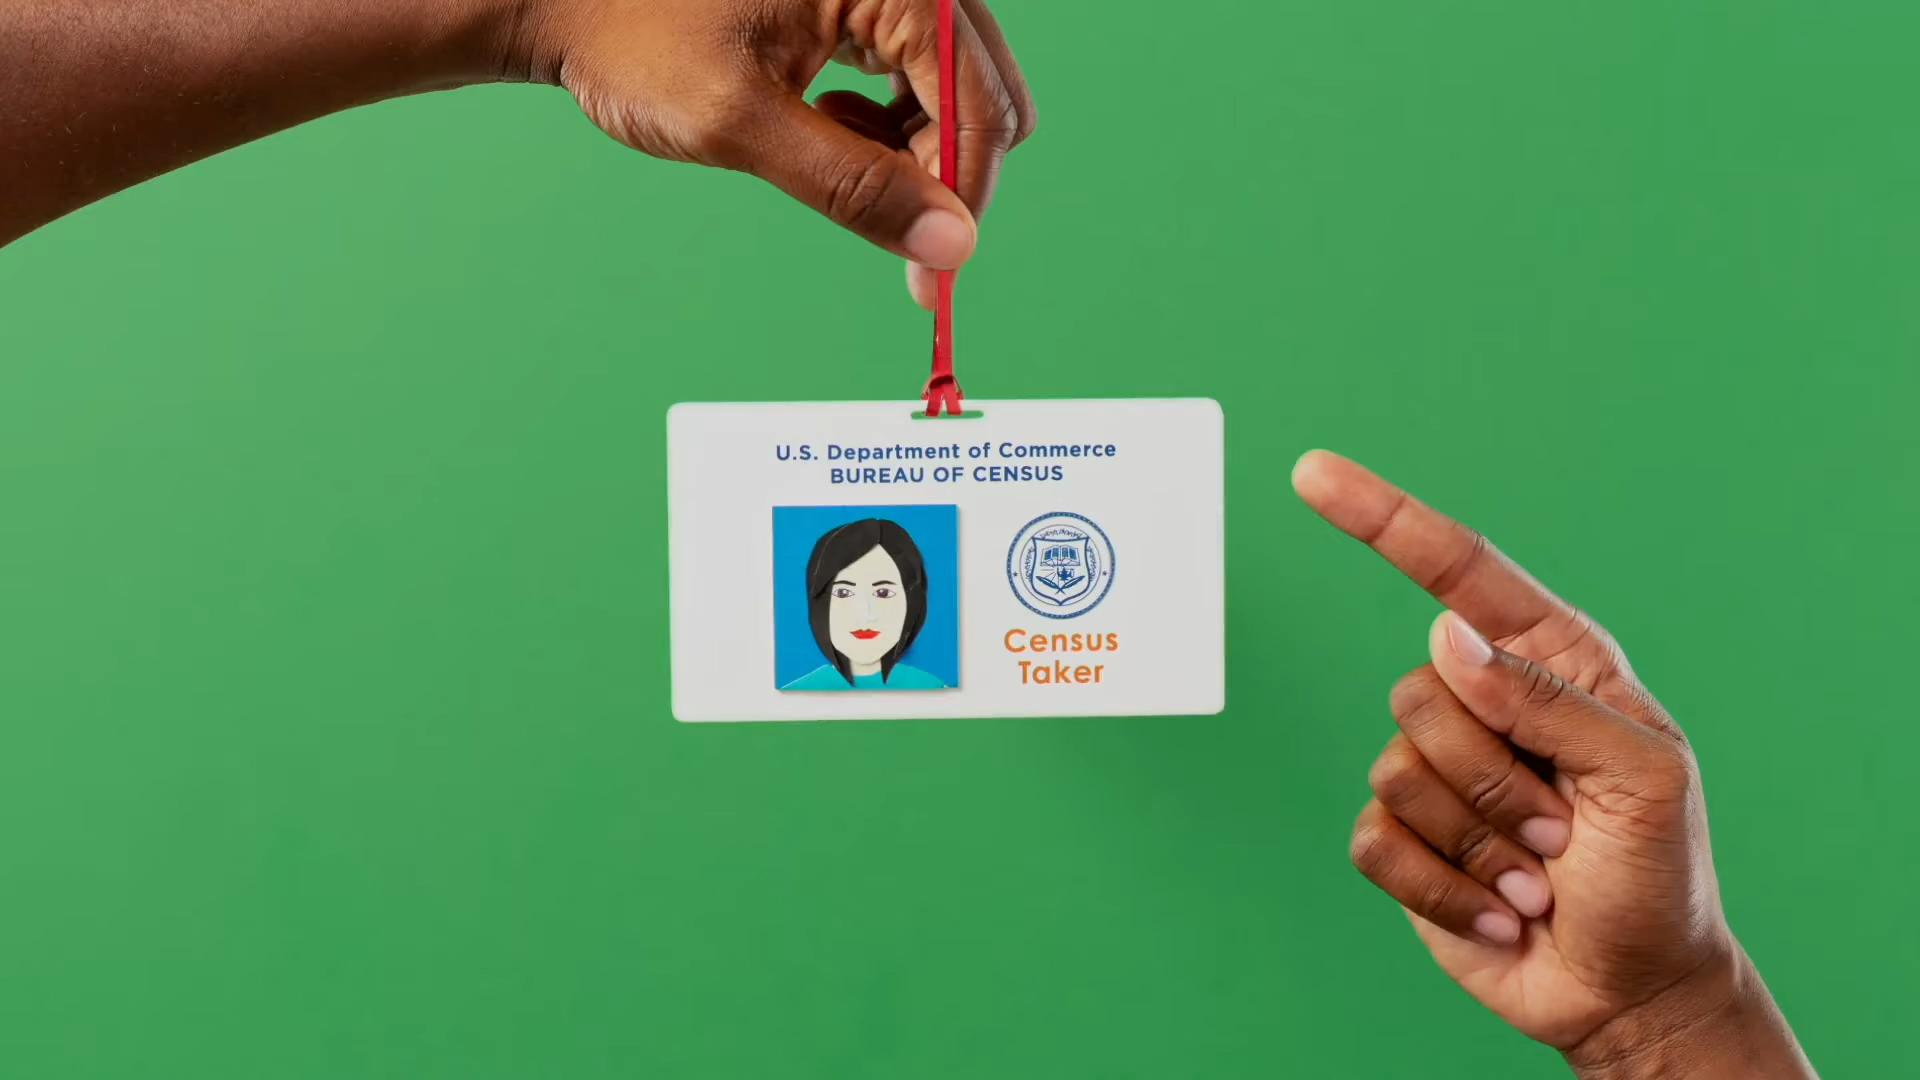 U.S. Department of Commerce
BUREAU OF CENSUS
Census
Taker